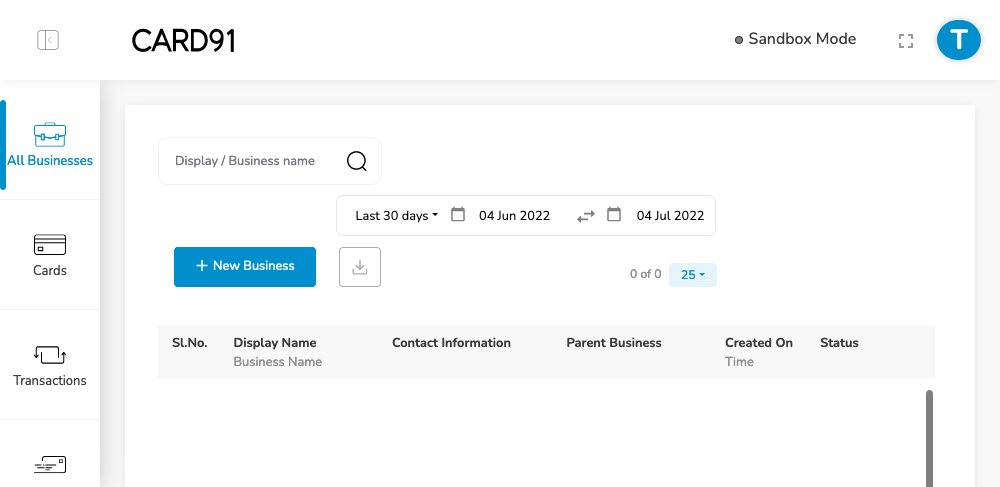 CARD91
Sandbox Mode
T
All Businesses
Cards
Transactions
Display / Business name
Last 30 days 04 Jun 2022 04 Jul 2022
+ New Business
0 of 0 25
Sl.No. Display Name Contact Information Parent Business Created On Status
Business Name Time